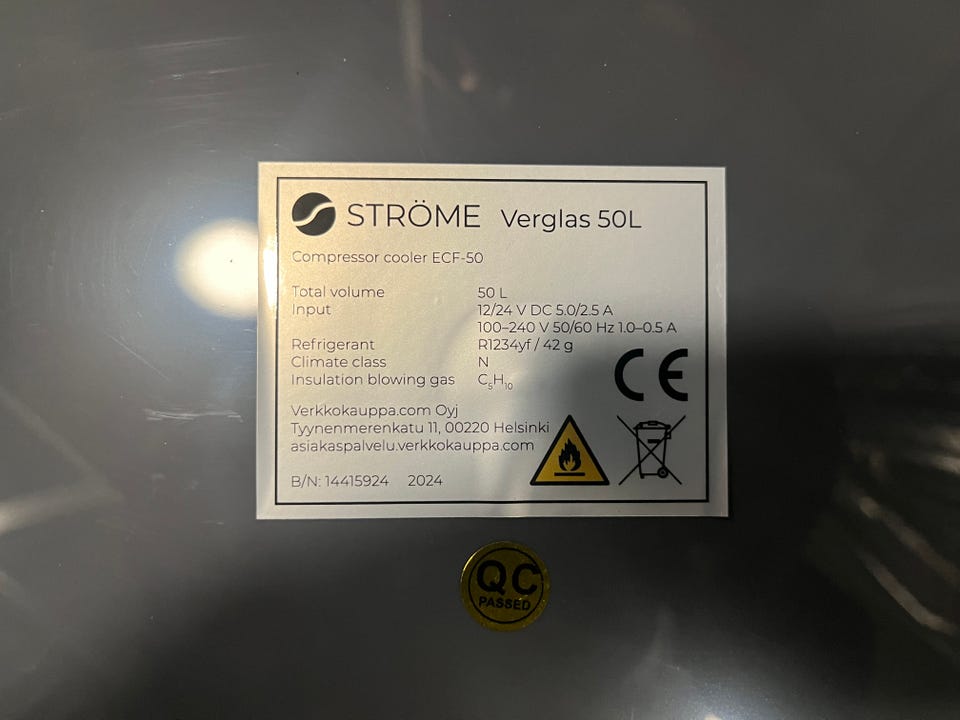 STRÖME Verglas 50L
Compressor cooler ECF-50
Total volume 50 L
Input 12/24 V DC 5.0/2.5 A
100–240 V 50/60 Hz 1.0–0.5 A
Refrigerant R1234yf / 42 g
Climate class N
Insulation blowing gas C₅H₁₀
Verkkokauppa.com Oyj
Tyynenmerenkatu 11, 00220 Helsinki
asiakaspalvelu.verkkokauppa.com
B/N: 14415924 2024
CE
QC
PASSED